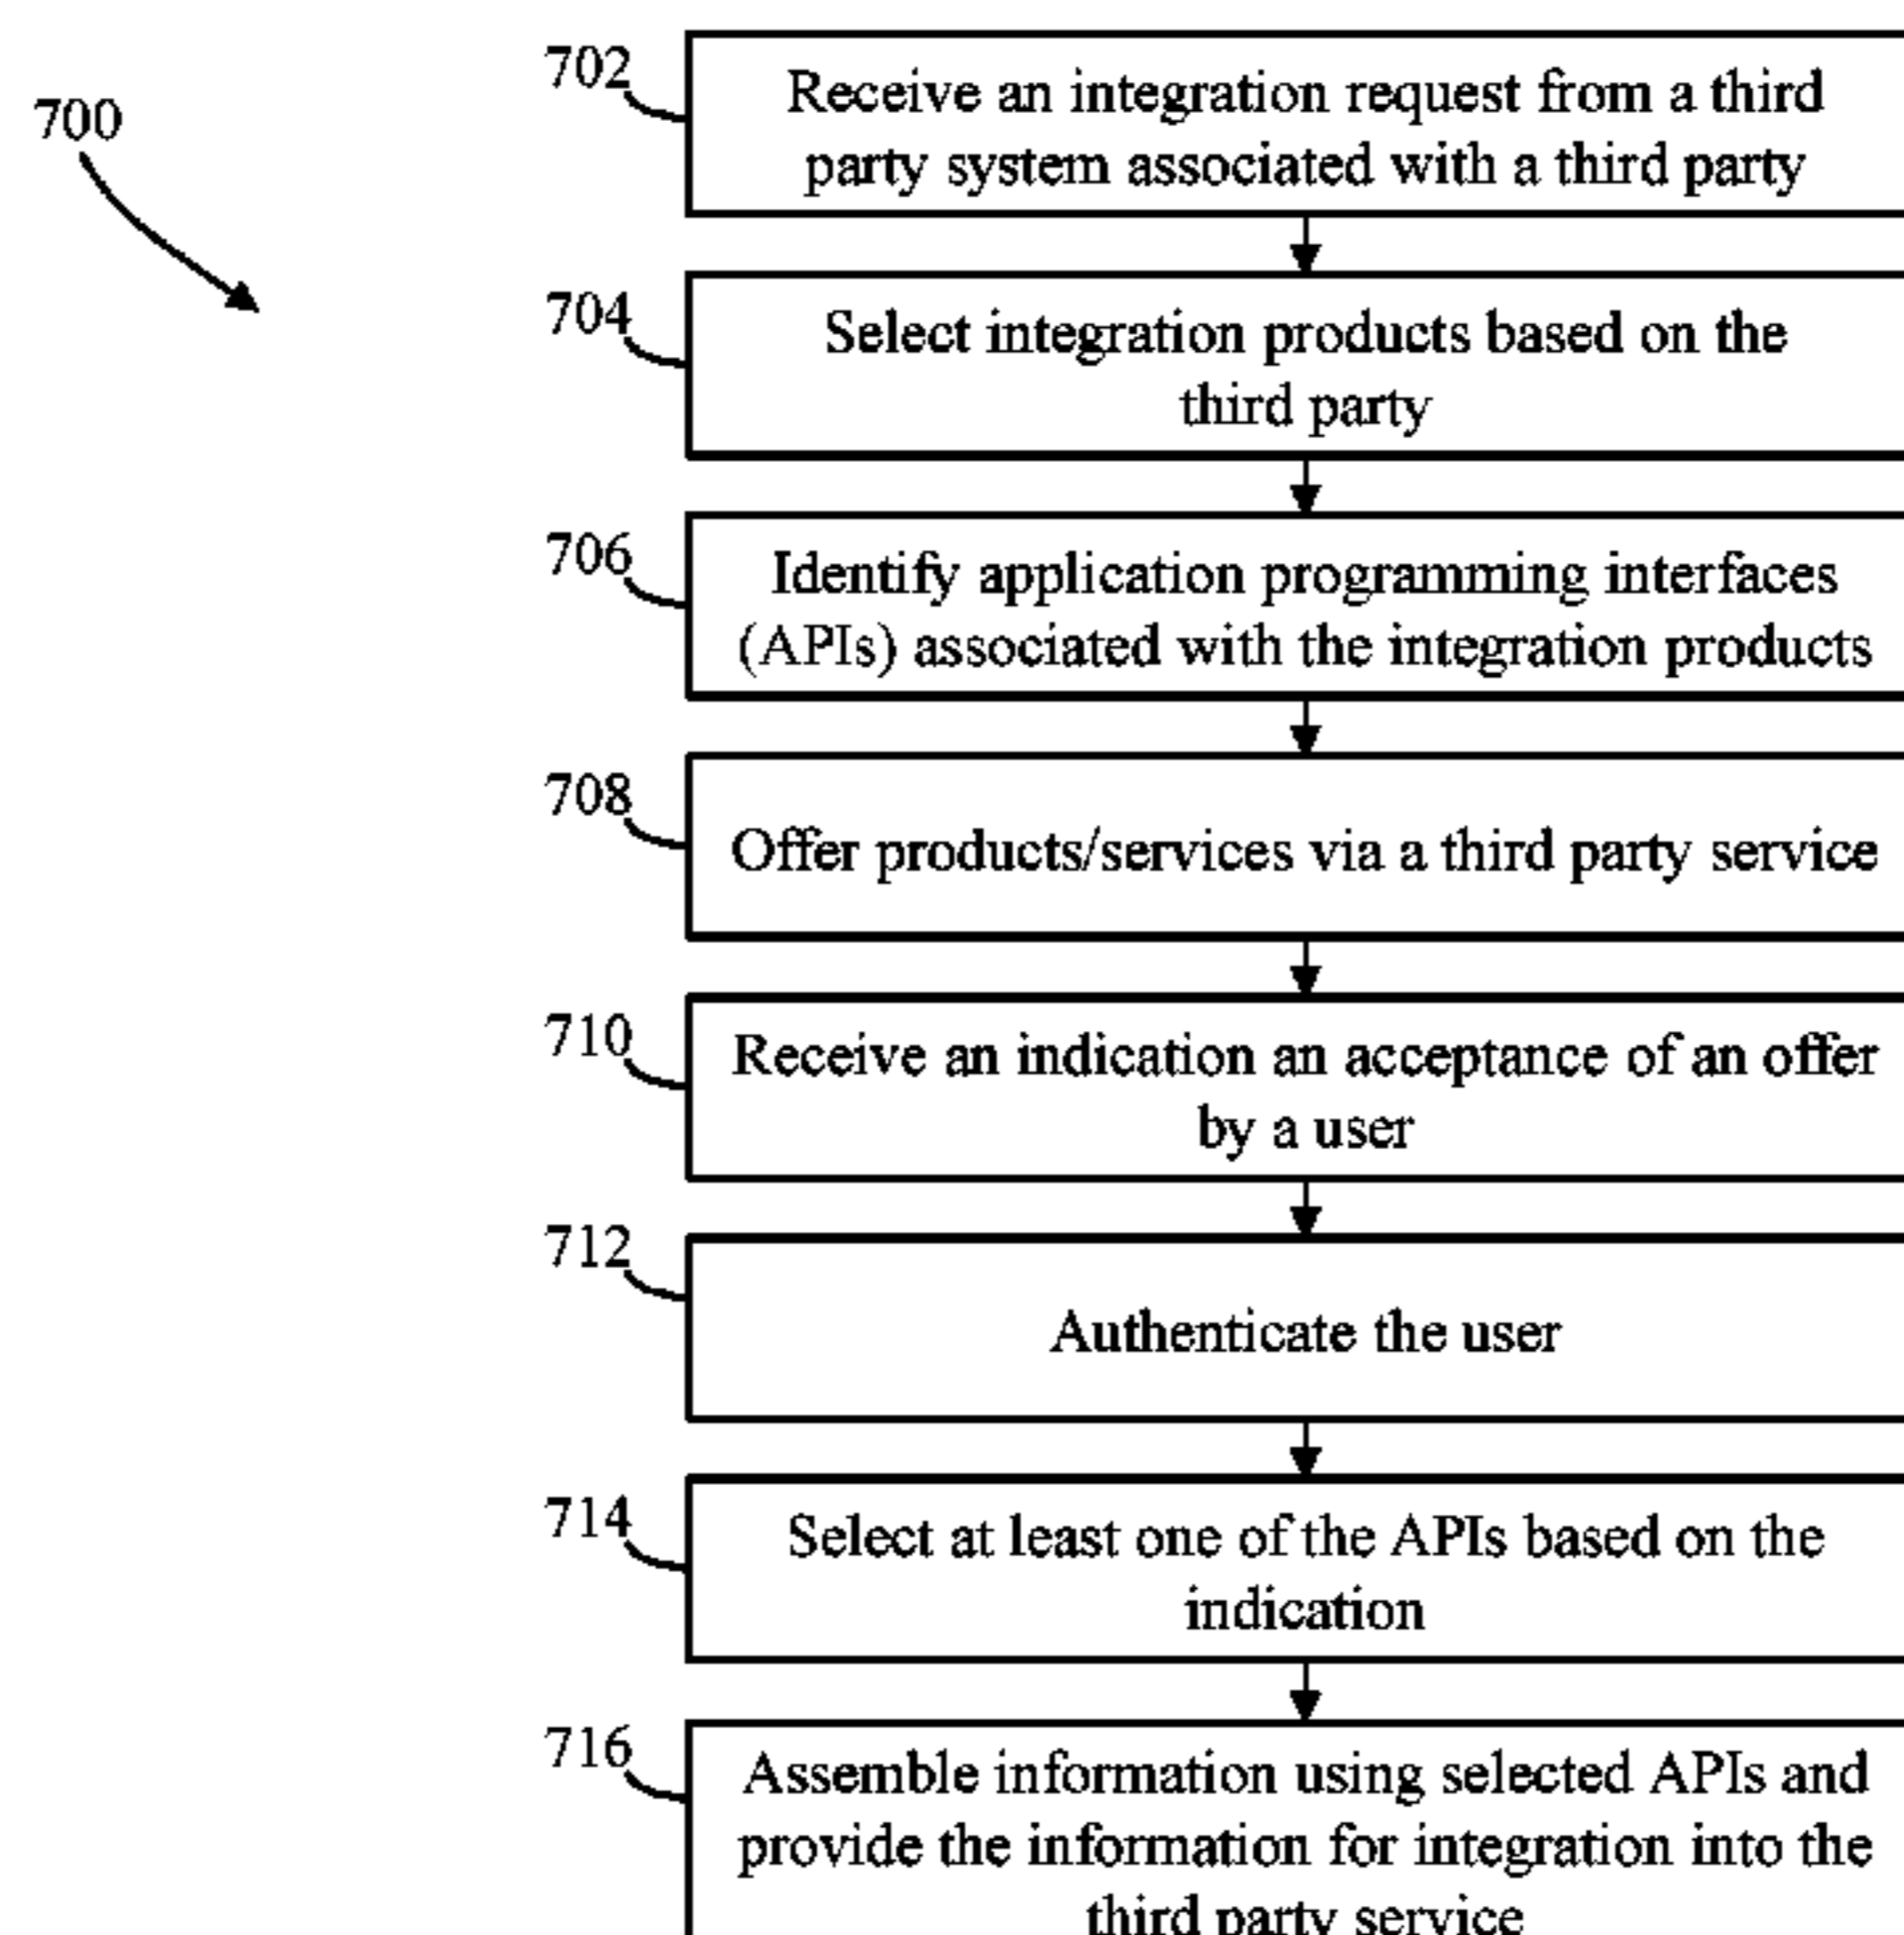 700
702
Receive an integration request from a third
party system associated with a third party
704
Select integration products based on the
third party
706
Identify application programming interfaces
(APIs) associated with the integration products
708
Offer products/services via a third party service
710
Receive an indication an acceptance of an offer
by a user
712
Authenticate the user
714
Select at least one of the APIs based on the
indication
716
Assemble information using selected APIs and
provide the information for integration into the
third party service